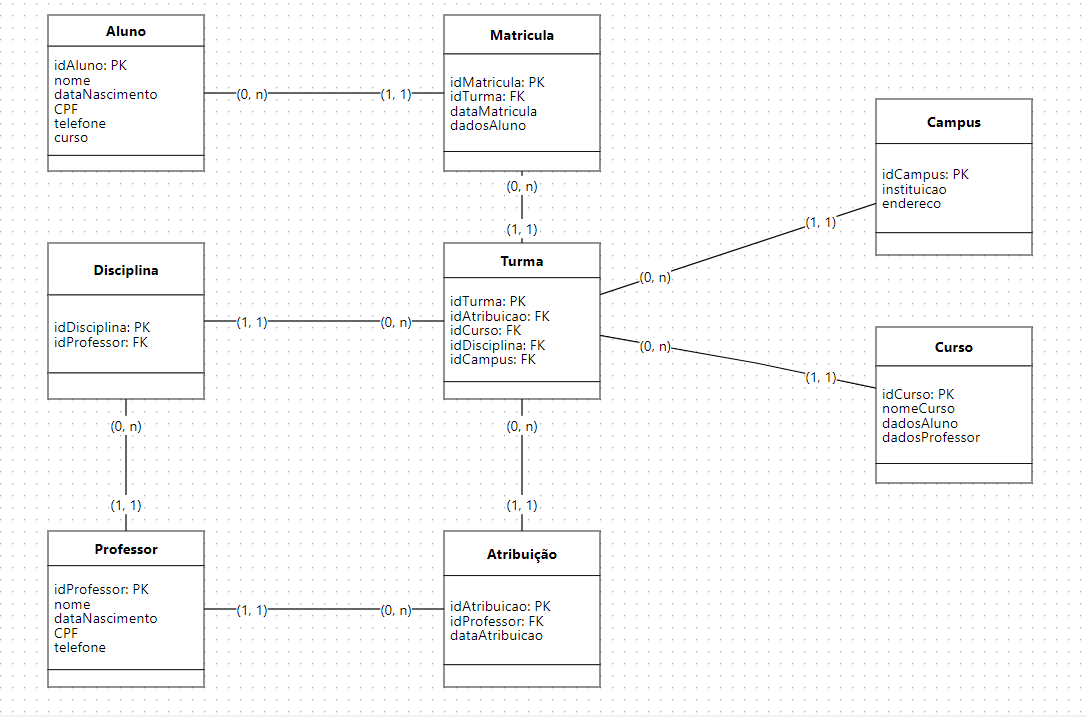 Aluno
idAluno: PK
nome
dataNascimento
CPF
telefone
curso
(0, n)
(1, 1)
Matricula
idMatricula: PK
idTurma: FK
dataMatricula
dadosAluno
(0, n)
(1, 1)
Campus
idCampus: PK
instituicao
endereco
(1, 1)
(0, n)
Disciplina
idDisciplina: PK
idProfessor: FK
(1, 1)
(0, n)
Turma
idTurma: PK
idAtribuicao: FK
idCurso: FK
idDisciplina: FK
idCampus: FK
(0, n)
(1, 1)
Curso
idCurso: PK
nomeCurso
dadosAluno
dadosProfessor
(0, n)
(1, 1)
(0, n)
(1, 1)
Professor
idProfessor: PK
nome
dataNascimento
CPF
telefone
(1, 1)
(0, n)
Atribuição
idAtribuicao: PK
idProfessor: FK
dataAtribuicao